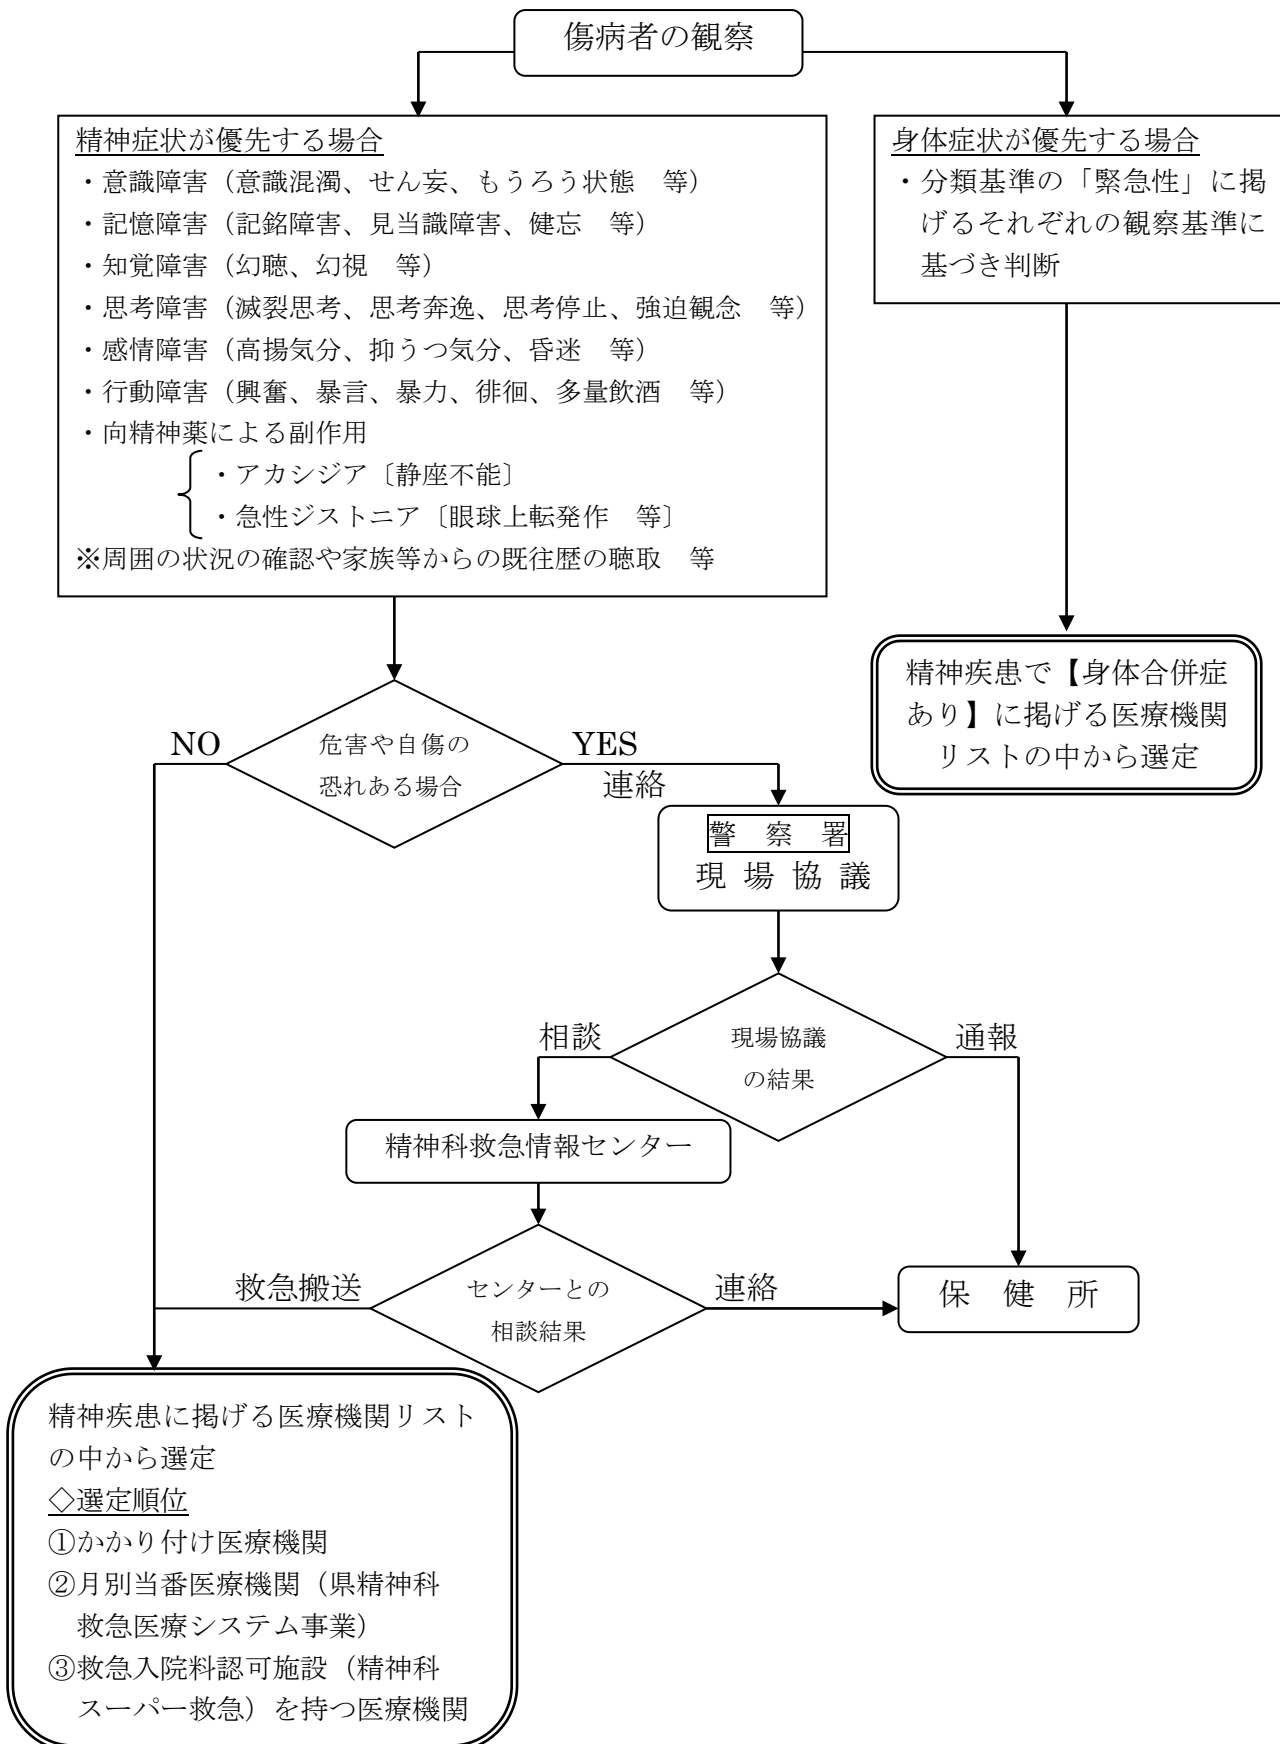 傷病者の観察
精神症状が優先する場合
・意識障害（意識混濁、せん妄、もうろう状態　等）
・記憶障害（記銘障害、見当識障害、健忘　等）
・知覚障害（幻聴、幻視　等）
・思考障害（滅裂思考、思考奔逸、思考停止、強迫観念　等）
・感情障害（高揚気分、抑うつ気分、昏迷　等）
・行動障害（興奮、暴言、暴力、徘徊、多量飲酒　等）
・向精神薬による副作用
・アカシジア〔静座不能〕
・急性ジストニア〔眼球上転発作　等〕
※周囲の状況の確認や家族等からの既往歴の聴取　等
身体症状が優先する場合
・分類基準の「緊急性」に掲
げるそれぞれの観察基準に
基づき判断
精神疾患で【身体合併症
あり】に掲げる医療機関
リストの中から選定
NO
危害や自傷の
恐れある場合
YES
連絡
警　察　署
現 場 協 議
相談
現場協議
の結果
通報
精神科救急情報センター
救急搬送
センターとの
相談結果
連絡
保　健　所
精神疾患に掲げる医療機関リスト
の中から選定
◇選定順位
①かかり付け医療機関
②月別当番医療機関（県精神科
救急医療システム事業）
③救急入院料認可施設（精神科
スーパー救急）を持つ医療機関